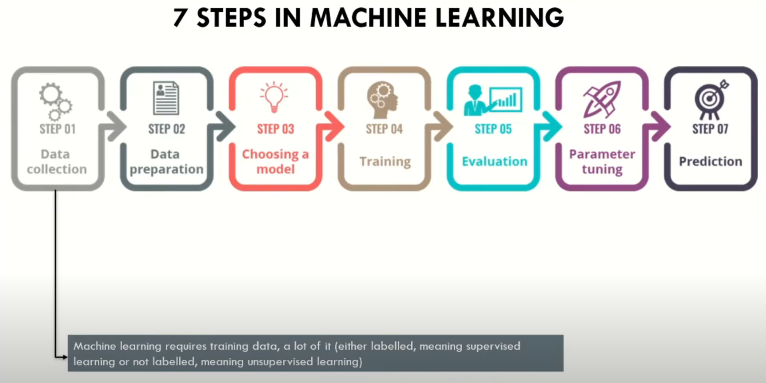 7 STEPS IN MACHINE LEARNING
STEP 01
Data
collection
STEP 02
Data
preparation
STEP 03
Choosing a
model
STEP 04
Training
STEP 05
Evaluation
STEP 06
Parameter
tuning
STEP 07
Prediction
Machine learning requires training data, a lot of it (either labelled, meaning supervised
learning or not labelled, meaning unsupervised learning)